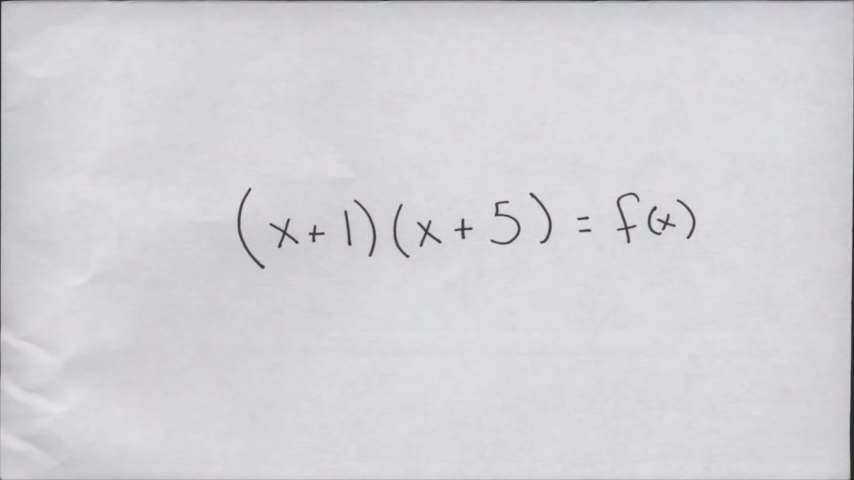 (x+1)(x+5) = f(x)